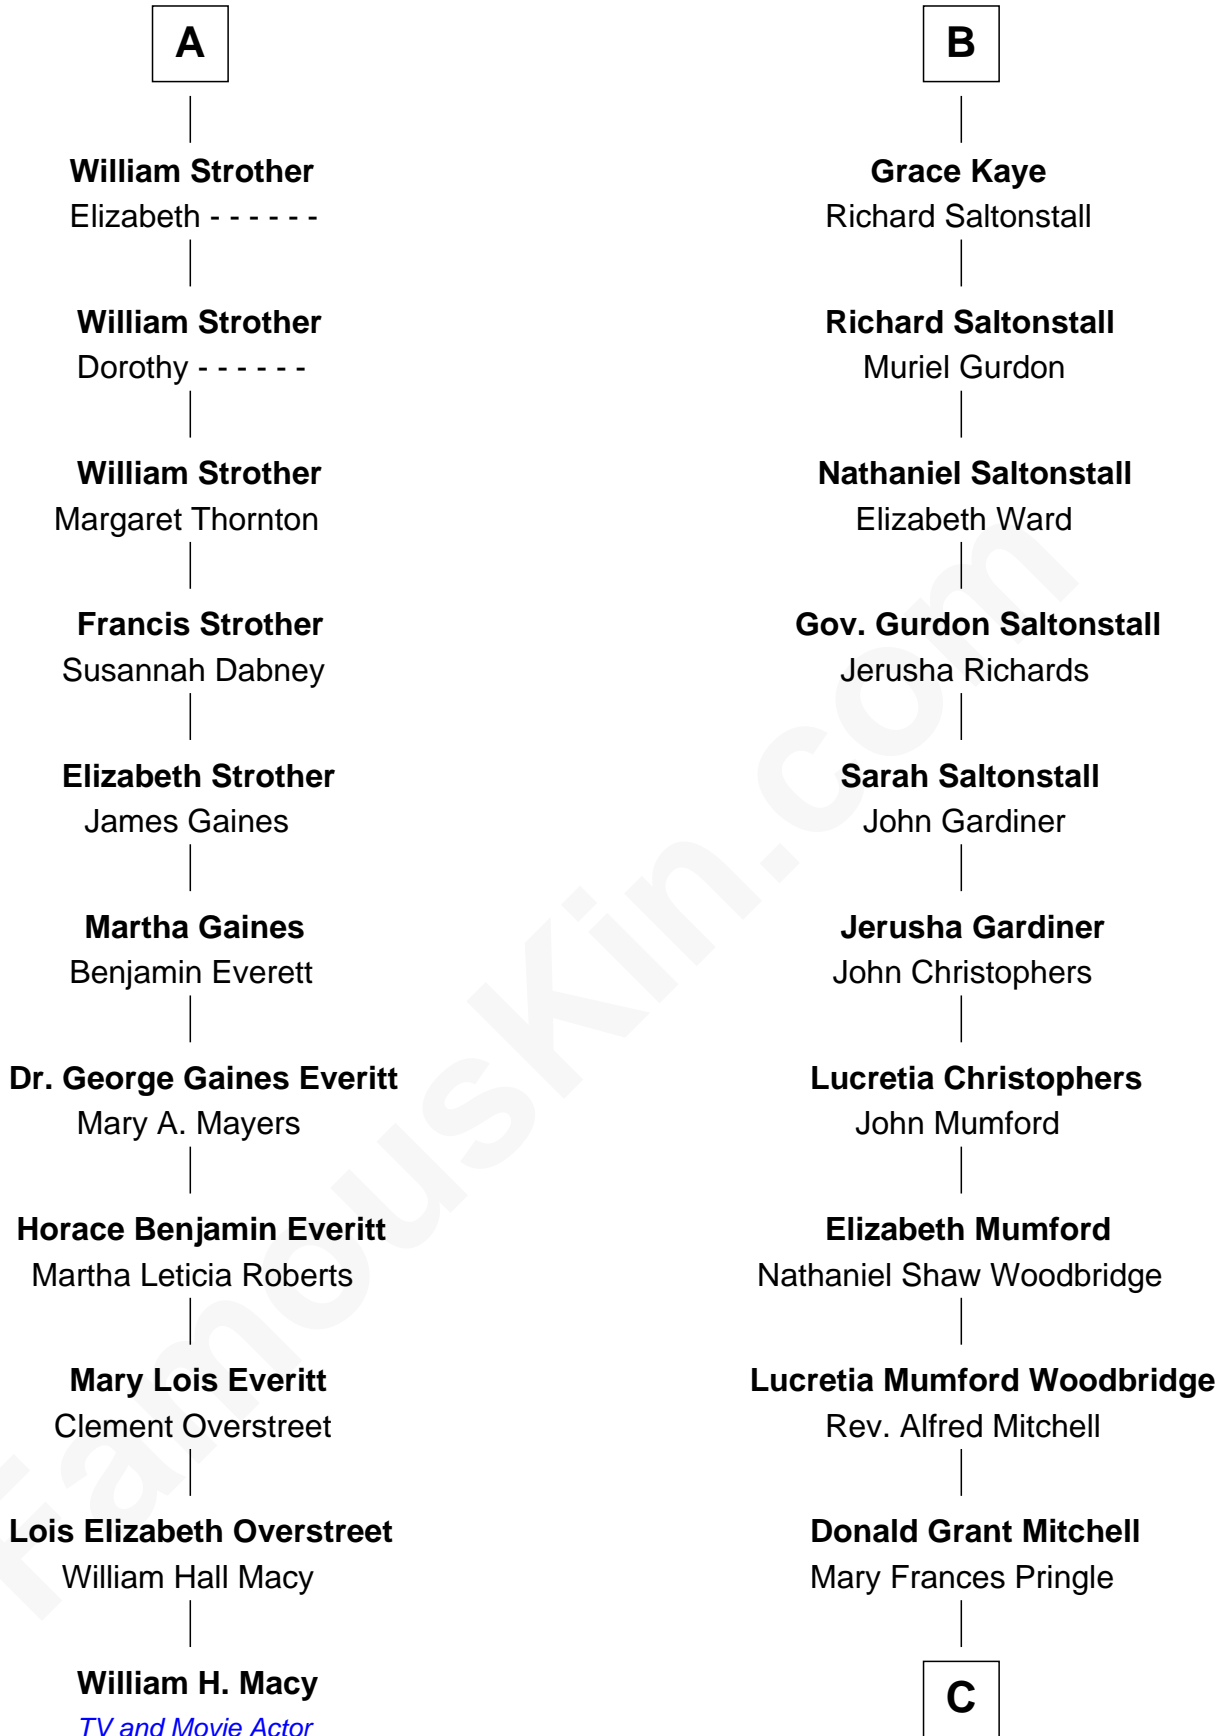 A
William Strother
Elizabeth - - - - - -
William Strother
Dorothy - - - - - -
William Strother
Margaret Thornton
Francis Strother
Susannah Dabney
Elizabeth Strother
James Gaines
Martha Gaines
Benjamin Everett
Dr. George Gaines Everitt
Mary A. Mayers
Horace Benjamin Everitt
Martha Leticia Roberts
Mary Lois Everitt
Clement Overstreet
Lois Elizabeth Overstreet
William Hall Macy
William H. Macy
TV and Movie Actor
B
Grace Kaye
Richard Saltonstall
Richard Saltonstall
Muriel Gurdon
Nathaniel Saltonstall
Elizabeth Ward
Gov. Gurdon Saltonstall
Jerusha Richards
Sarah Saltonstall
John Gardiner
Jerusha Gardiner
John Christophers
Lucretia Christophers
John Mumford
Elizabeth Mumford
Nathaniel Shaw Woodbridge
Lucretia Mumford Woodbridge
Rev. Alfred Mitchell
Donald Grant Mitchell
Mary Frances Pringle
C
FamousKin.com